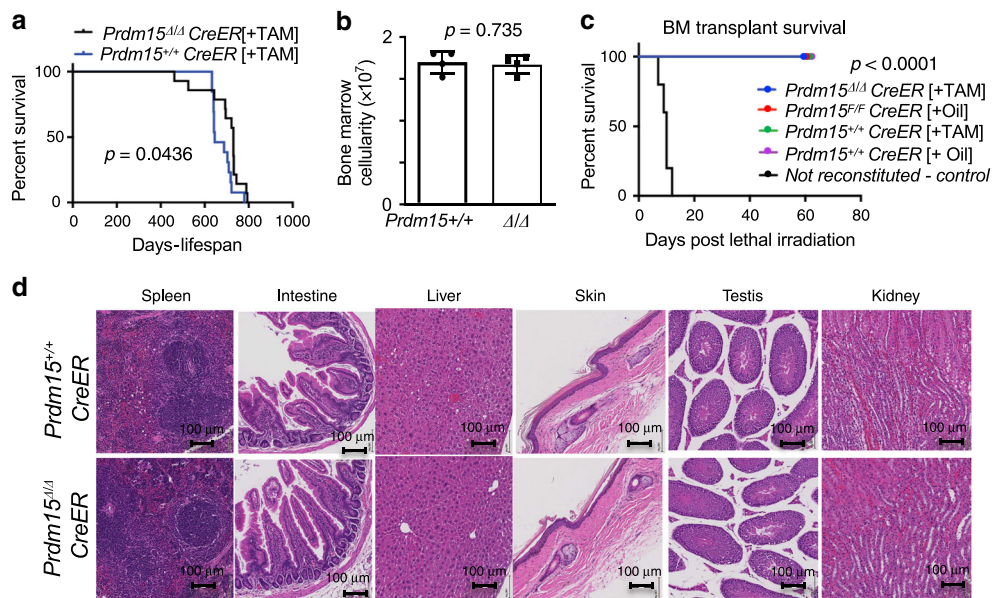 a
Prdm15Δ/Δ CreER[+TAM]
Prdm15+/+ CreER [+TAM]
Percent survival
100
50
0
p = 0.0436
0 200 400 600 800 1000
Days-lifespan
b
p = 0.735
Bone marrow
cellularity (×10⁷)
2
1
0
Prdm15+/+ Δ/Δ
c
BM transplant survival
Percent survival
100
0
p < 0.0001
Prdm15Δ/Δ CreER [+TAM]
Prdm15F/F CreER [+Oil]
Prdm15+/+ CreER [+TAM]
Prdm15+/+ CreER [+ Oil]
Not reconstituted - control
0 20 40 60 80
Days post lethal irradiation
d
Spleen Intestine Liver Skin Testis Kidney
Prdm15+/+
CreER
100 µm 100 µm 100 µm 100 µm 100 µm 100 µm
Prdm15Δ/Δ
CreER
100 µm 100 µm 100 µm 100 µm 100 µm 100 µm